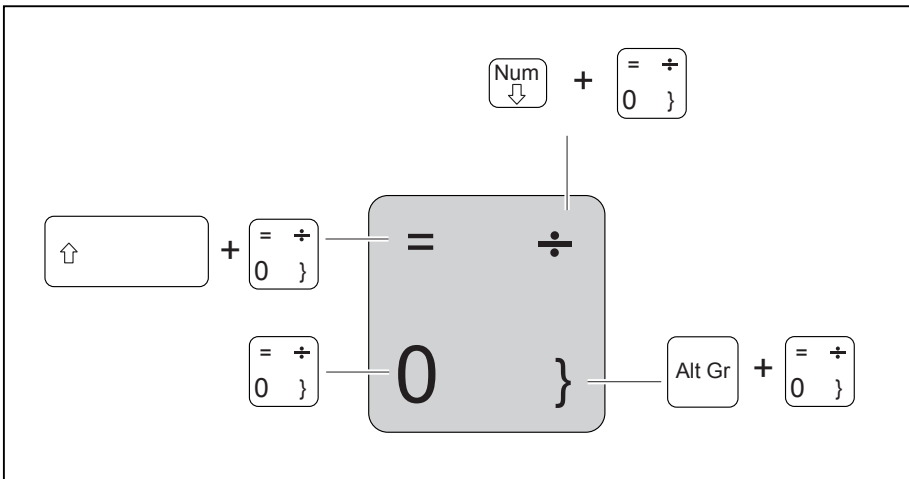 Num + = ÷
0 }
⇩
= ÷
⇧ + = ÷
0 }
= ÷
0 }
0 }
Alt Gr + = ÷
0 }